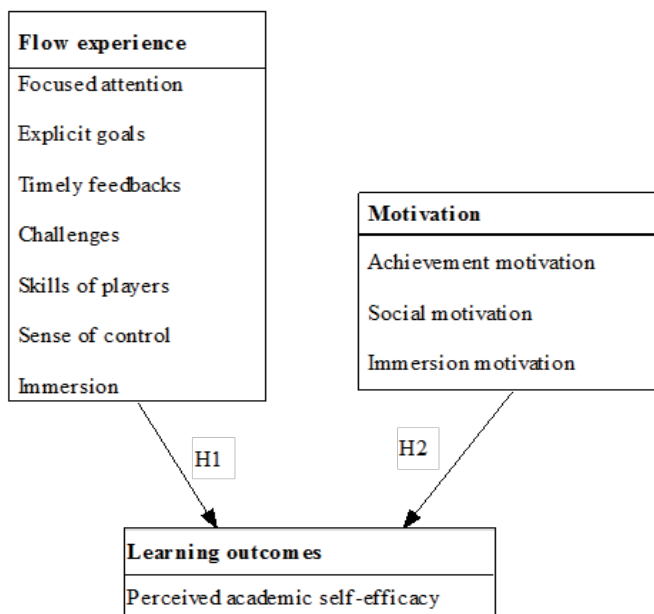 Flow experience
Focused attention
Explicit goals
Timely feedbacks
Challenges
Skills of players
Sense of control
Immersion
Motivation
Achievement motivation
Social motivation
Immersion motivation
H1
H2
Learning outcomes
Perceived academic self-efficacy